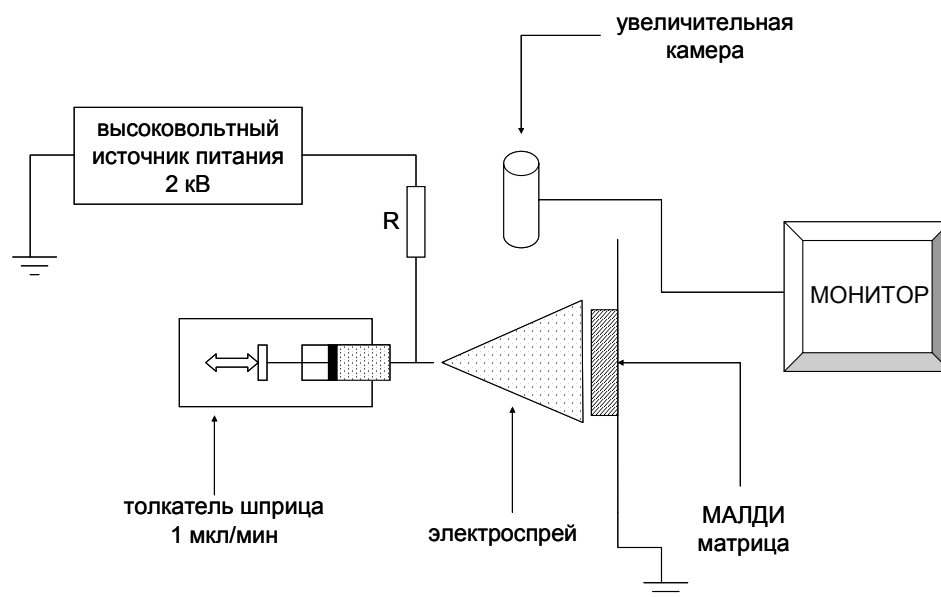 увеличительная
камера
высоковольтный
источник питания
2 кВ
R
МОНИТОР
толкатель шприца
1 мкл/мин
электроспрей
МАЛДИ
матрица